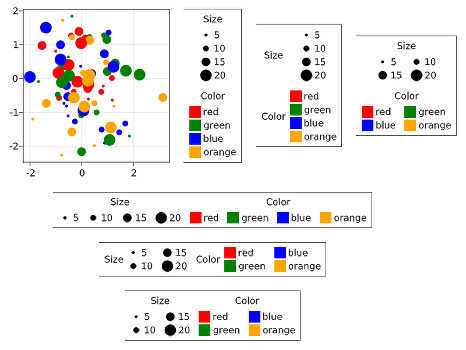 2
1
0
-1
-2
-2 0 2
Size
5
10
15
20
Color
red
green
blue
orange
Size
5
10
15
20
Color
red
green
blue
orange
Size
5 10
15 20
Color
red green
blue orange
Size Color
5 10 15 20 red green blue orange
Size 5 15 Color red blue
10 20 green orange
Size Color
5 15 red blue
10 20 green orange